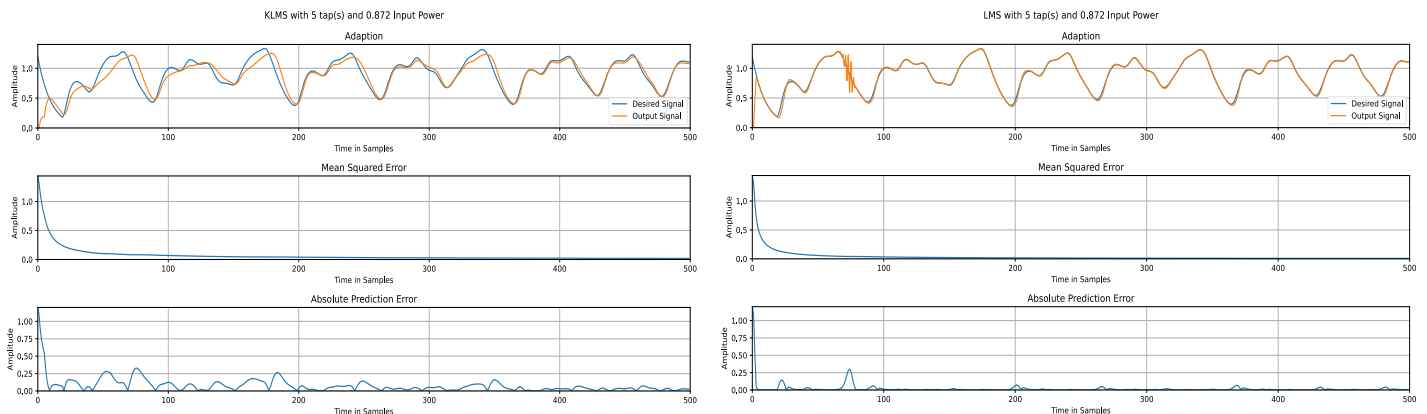 KLMS with 5 tap(s) and 0.872 Input Power
Adaption
Amplitude
1.0
0.5
0.0
Desired Signal
Output Signal
0 100 200 300 400 500
Time in Samples
Mean Squared Error
Amplitude
1.0
0.5
0.0
0 100 200 300 400 500
Time in Samples
Absolute Prediction Error
Amplitude
1.00
0.75
0.50
0.25
0.00
0 100 200 300 400 500
Time in Samples
LMS with 5 tap(s) and 0.872 Input Power
Adaption
Amplitude
1.0
0.5
0.0
Desired Signal
Output Signal
0 100 200 300 400 500
Time in Samples
Mean Squared Error
Amplitude
1.0
0.5
0.0
0 100 200 300 400 500
Time in Samples
Absolute Prediction Error
Amplitude
1.00
0.75
0.50
0.25
0.00
0 100 200 300 400 500
Time in Samples